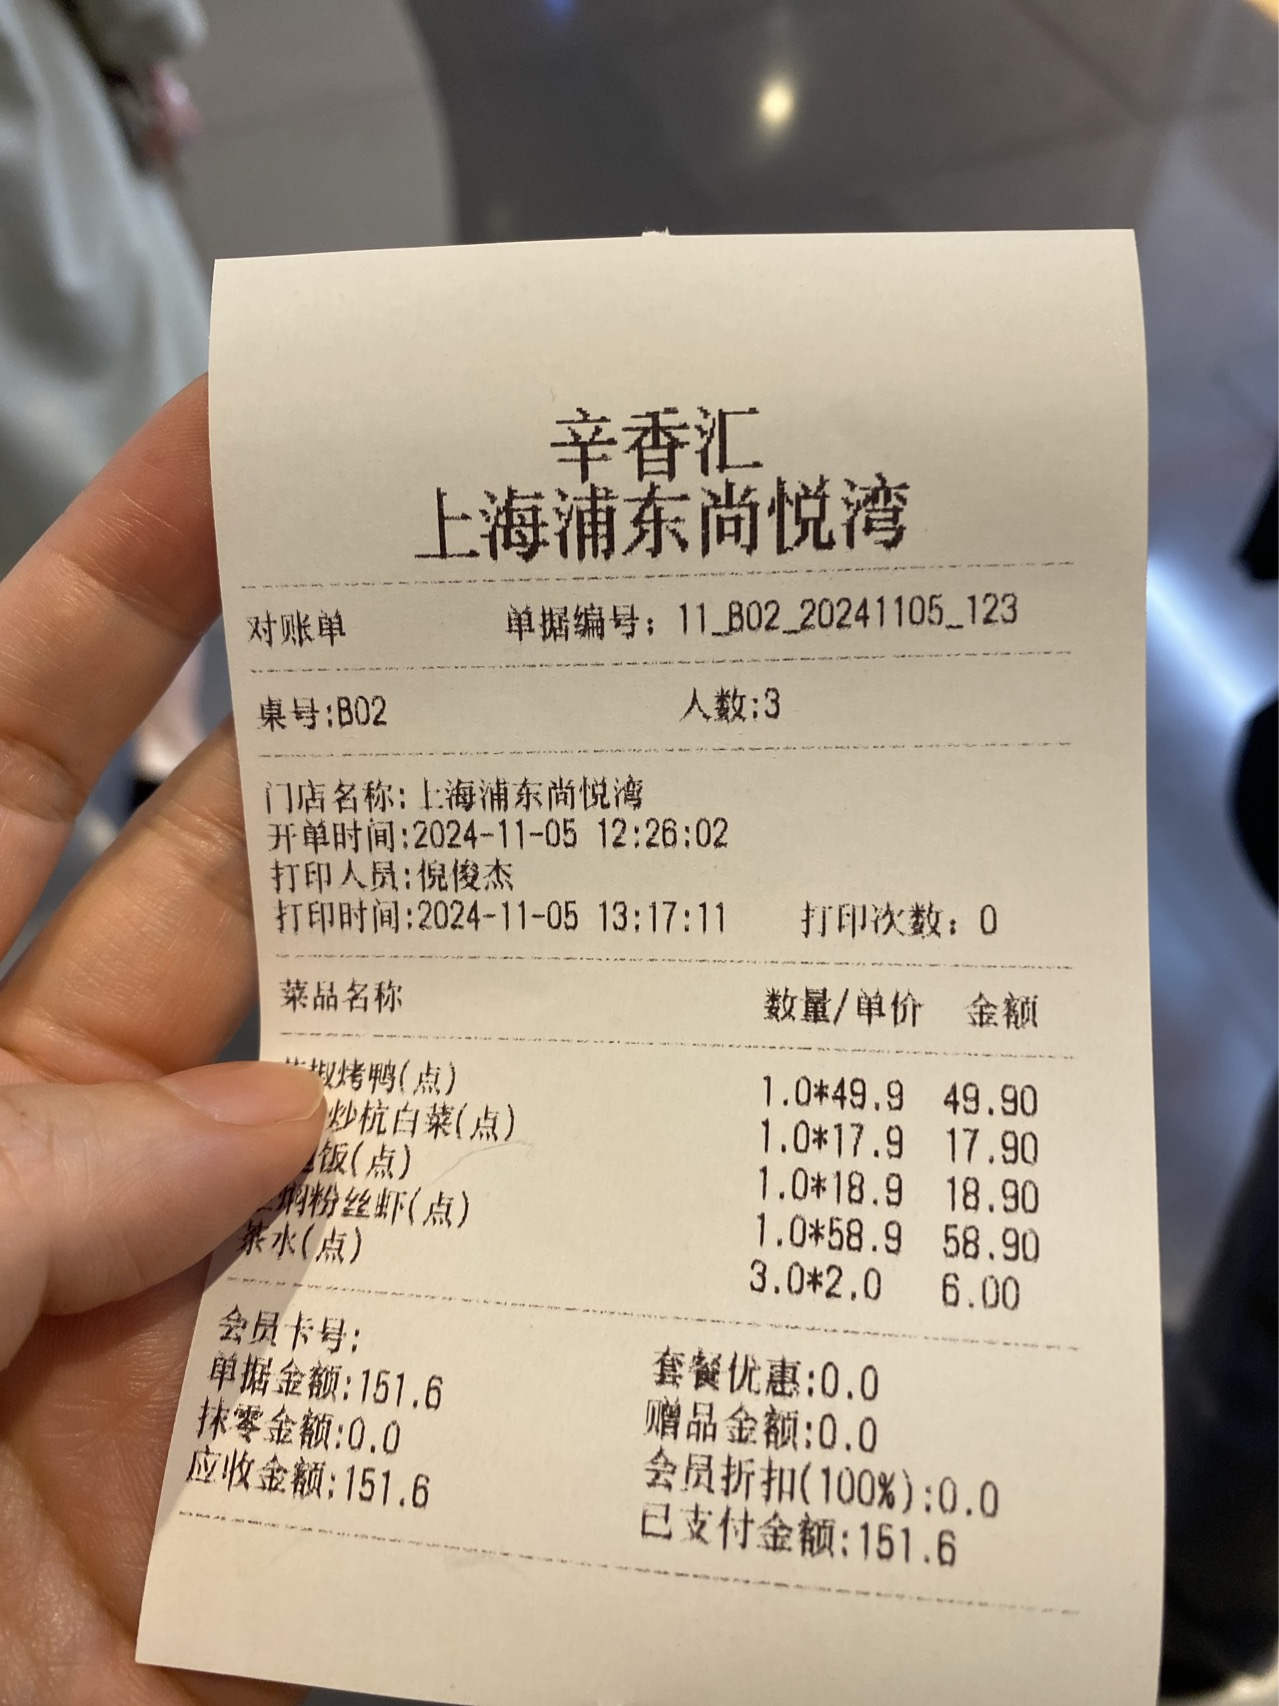 辛香汇
上海浦东尚悦湾
对账单 单据编号：11_B02_20241105_123
桌号:B02 人数:3
门店名称:上海浦东尚悦湾
开单时间:2024-11-05 12:26:02
打印人员:倪俊杰
打印时间:2024-11-05 13:17:11 打印次数：0
菜品名称 数量/单价 金额
椒烤鸭(点) 1.0*49.9 49.90
炒杭白菜(点) 1.0*17.9 17.90
饭(点) 1.0*18.9 18.90
焖粉丝虾(点) 1.0*58.9 58.90
茶水(点) 3.0*2.0 6.00
会员卡号:
单据金额:151.6 套餐优惠:0.0
抹零金额:0.0 赠品金额:0.0
应收金额:151.6 会员折扣(100%):0.0
已支付金额:151.6